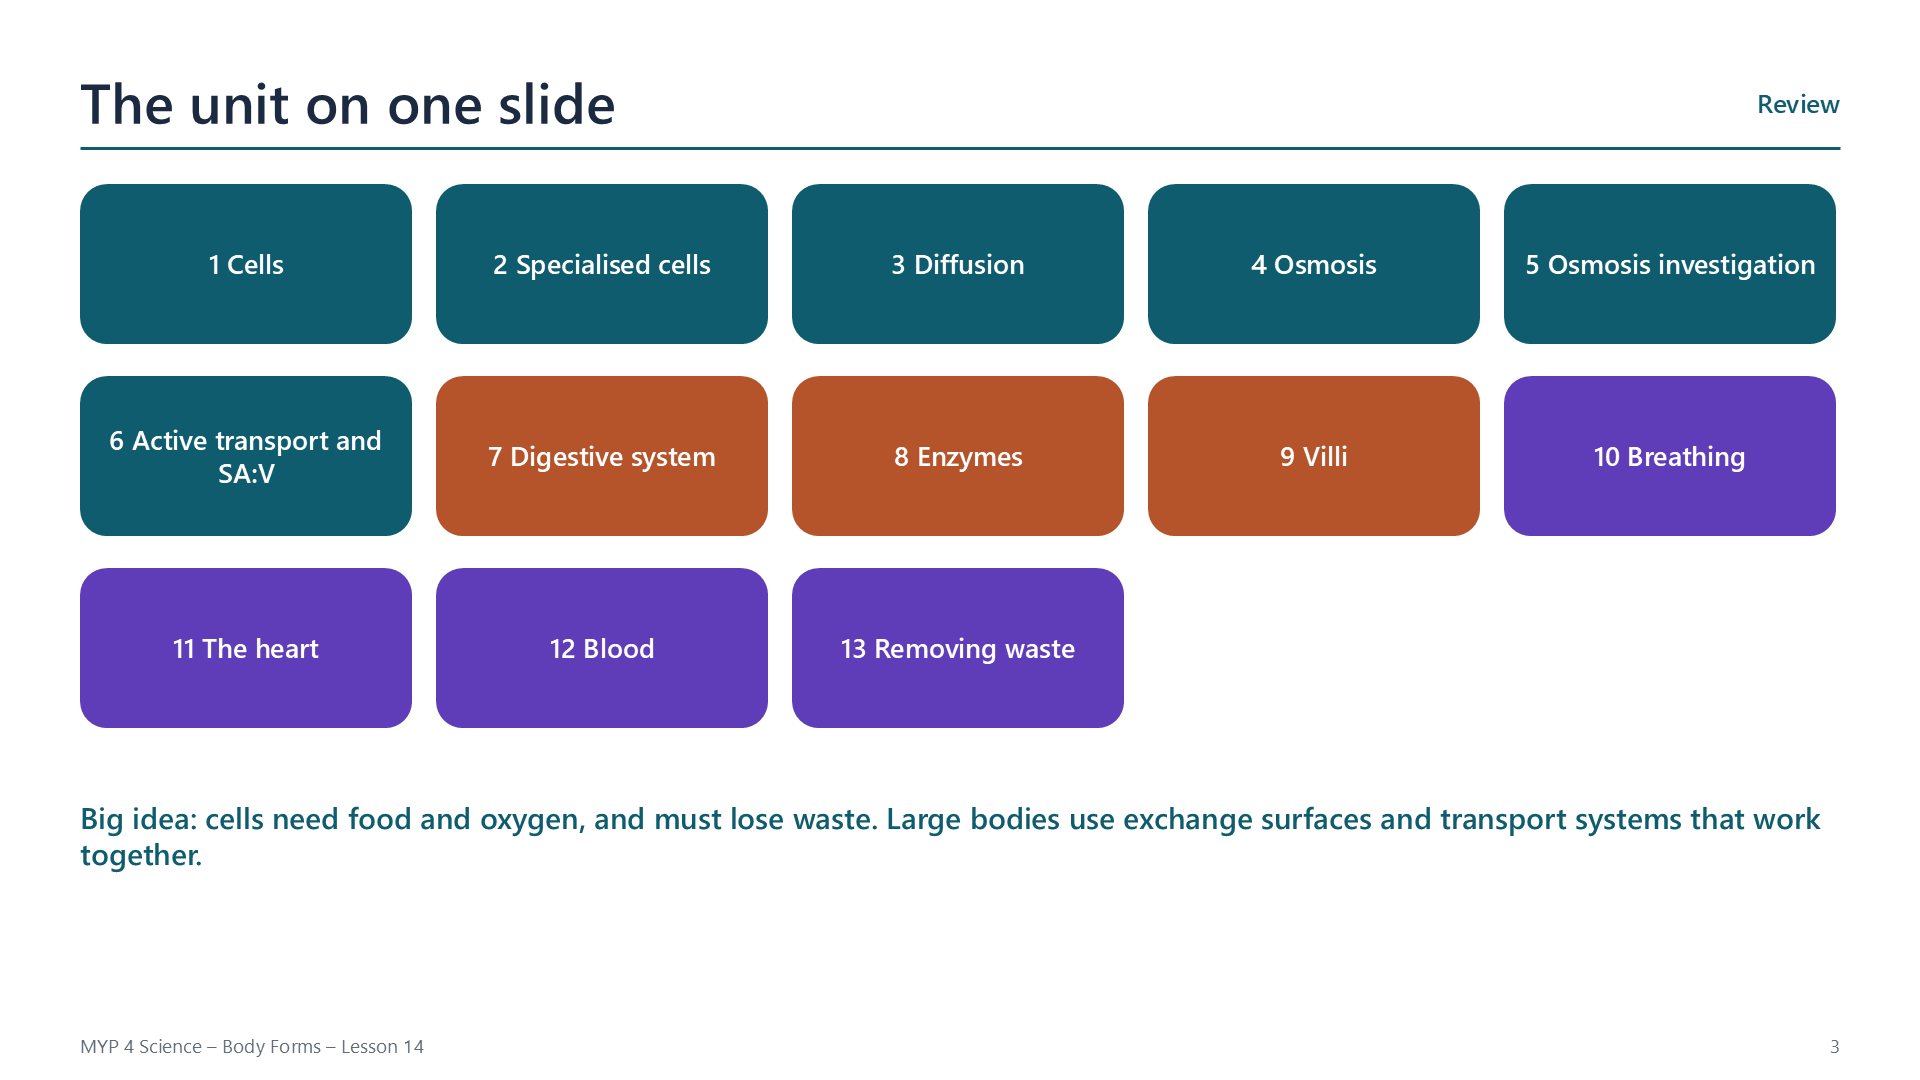 The unit on one slide
Review
1 Cells
2 Specialised cells
3 Diffusion
4 Osmosis
5 Osmosis investigation
6 Active transport and
SA:V
7 Digestive system
8 Enzymes
9 Villi
10 Breathing
11 The heart
12 Blood
13 Removing waste
Big idea: cells need food and oxygen, and must lose waste. Large bodies use exchange surfaces and transport systems that work
together.
MYP 4 Science – Body Forms – Lesson 14
3